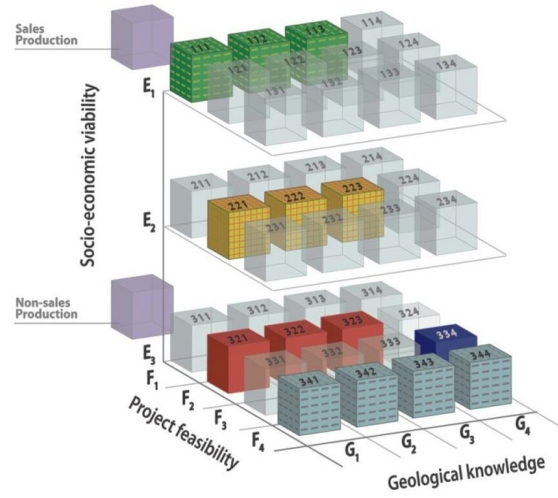 Sales
Production
Socio-economic viability
E1
111
112
113
114
121
122
123
124
131
132
133
134
E2
211
212
213
214
221
222
223
224
231
232
233
234
Non-sales
Production
E3
311
312
313
314
321
322
323
324
331
332
333
334
341
342
343
344
F1
F2
F3
F4
Project feasibility
G1
G2
G3
G4
Geological knowledge